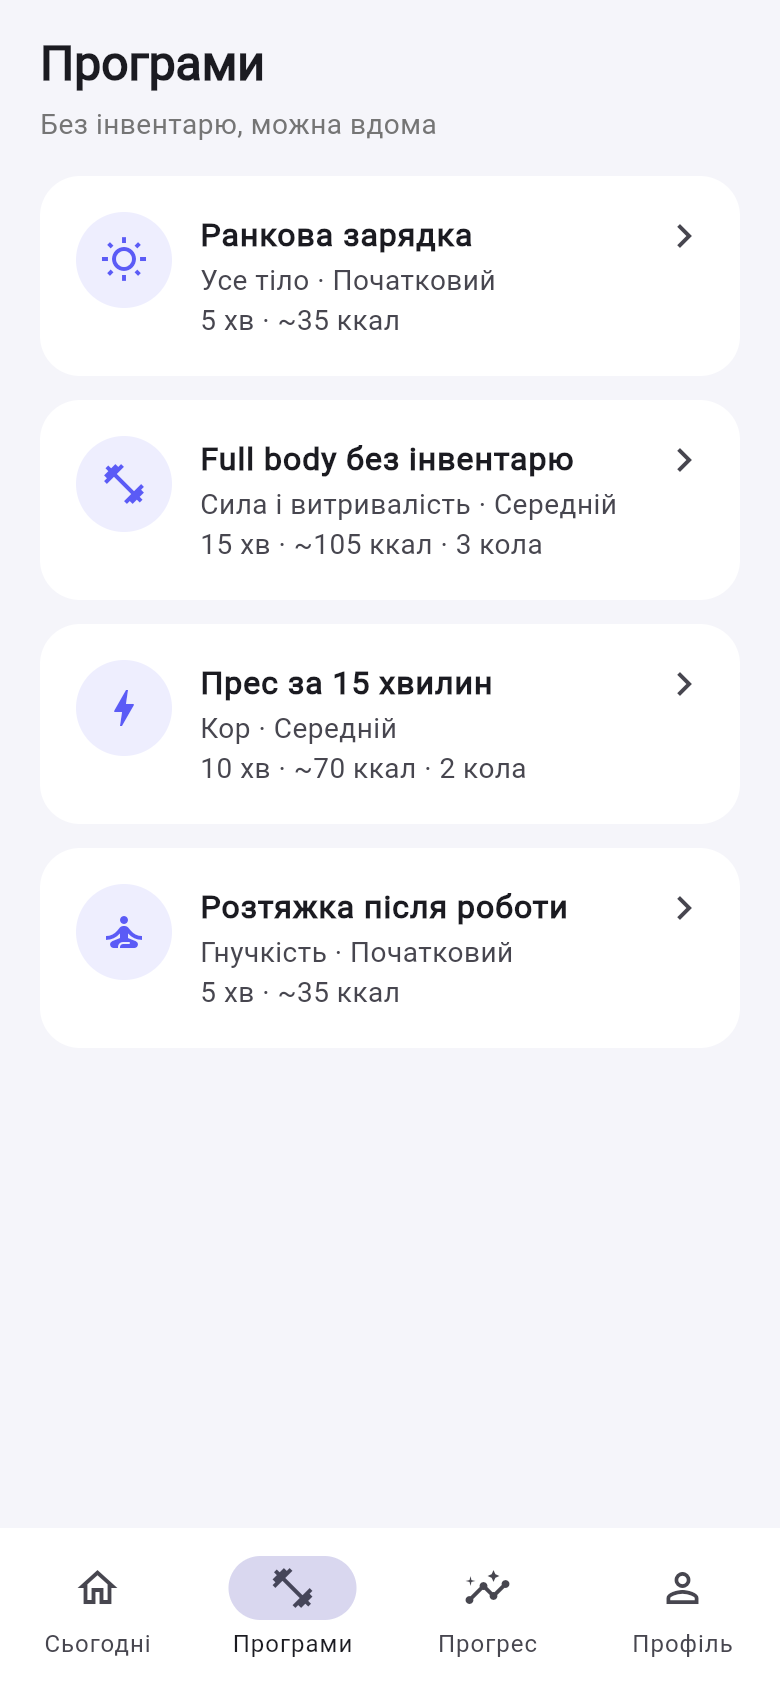 Програми
Без інвентарю, можна вдома
Ранкова зарядка
Усе тіло · Початковий
5 хв · ~35 ккал
Full body без інвентарю
Сила і витривалість · Середній
15 хв · ~105 ккал · 3 кола
Прес за 15 хвилин
Кор · Середній
10 хв · ~70 ккал · 2 кола
Розтяжка після роботи
Гнучкість · Початковий
5 хв · ~35 ккал
Сьогодні
Програми
Прогрес
Профіль